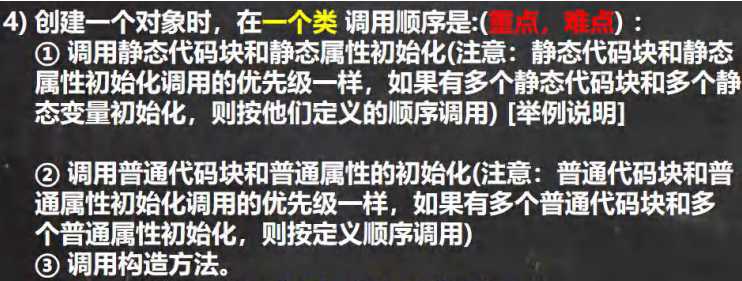 4) 创建一个对象时，在一个类 调用顺序是:(重点，难点)：
① 调用静态代码块和静态属性初始化(注意：静态代码块和静态
属性初始化调用的优先级一样，如果有多个静态代码块和多个静
态变量初始化，则按他们定义的顺序调用) [举例说明]
② 调用普通代码块和普通属性的初始化(注意：普通代码块和普
通属性初始化调用的优先级一样，如果有多个普通代码块和多
个普通属性初始化，则按定义顺序调用)
③ 调用构造方法。